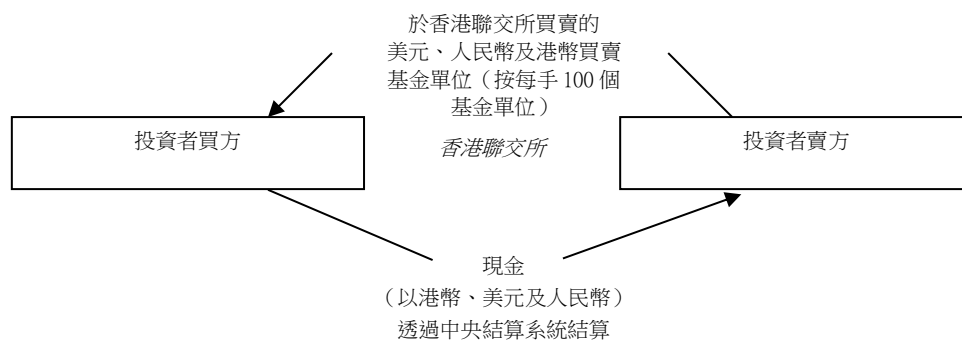 於香港聯交所買賣的
美元、人民幣及港幣買賣
基金單位（按每手 100 個
基金單位）
投資者買方
香港聯交所
投資者賣方
現金
（以港幣、美元及人民幣）
透過中央結算系統結算